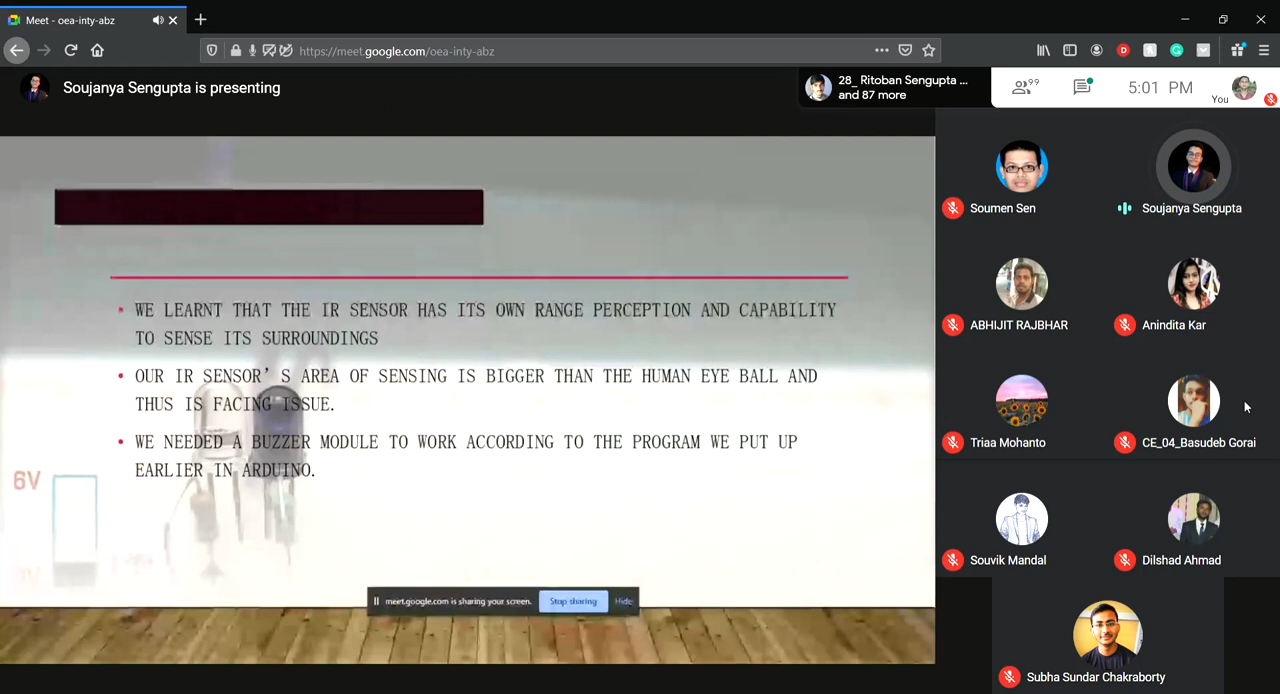 Meet - oea-inty-abz
https://meet.google.com/oea-inty-abz
Soujanya Sengupta is presenting
28_ Ritoban Sengupta ...
and 87 more
99
5:01 PM
You
WE LEARNT THAT THE IR SENSOR HAS ITS OWN RANGE PERCEPTION AND CAPABILITY
TO SENSE ITS SURROUNDINGS
OUR IR SENSOR’S AREA OF SENSING IS BIGGER THAN THE HUMAN EYE BALL AND
THUS IS FACING ISSUE.
WE NEEDED A BUZZER MODULE TO WORK ACCORDING TO THE PROGRAM WE PUT UP
EARLIER IN ARDUINO.
6V
meet.google.com is sharing your screen.
Stop sharing
Hide
Soumen Sen
Soujanya Sengupta
ABHIJIT RAJBHAR
Anindita Kar
Triaa Mohanto
CE_04_Basudeb Gorai
Souvik Mandal
Dilshad Ahmad
Subha Sundar Chakraborty